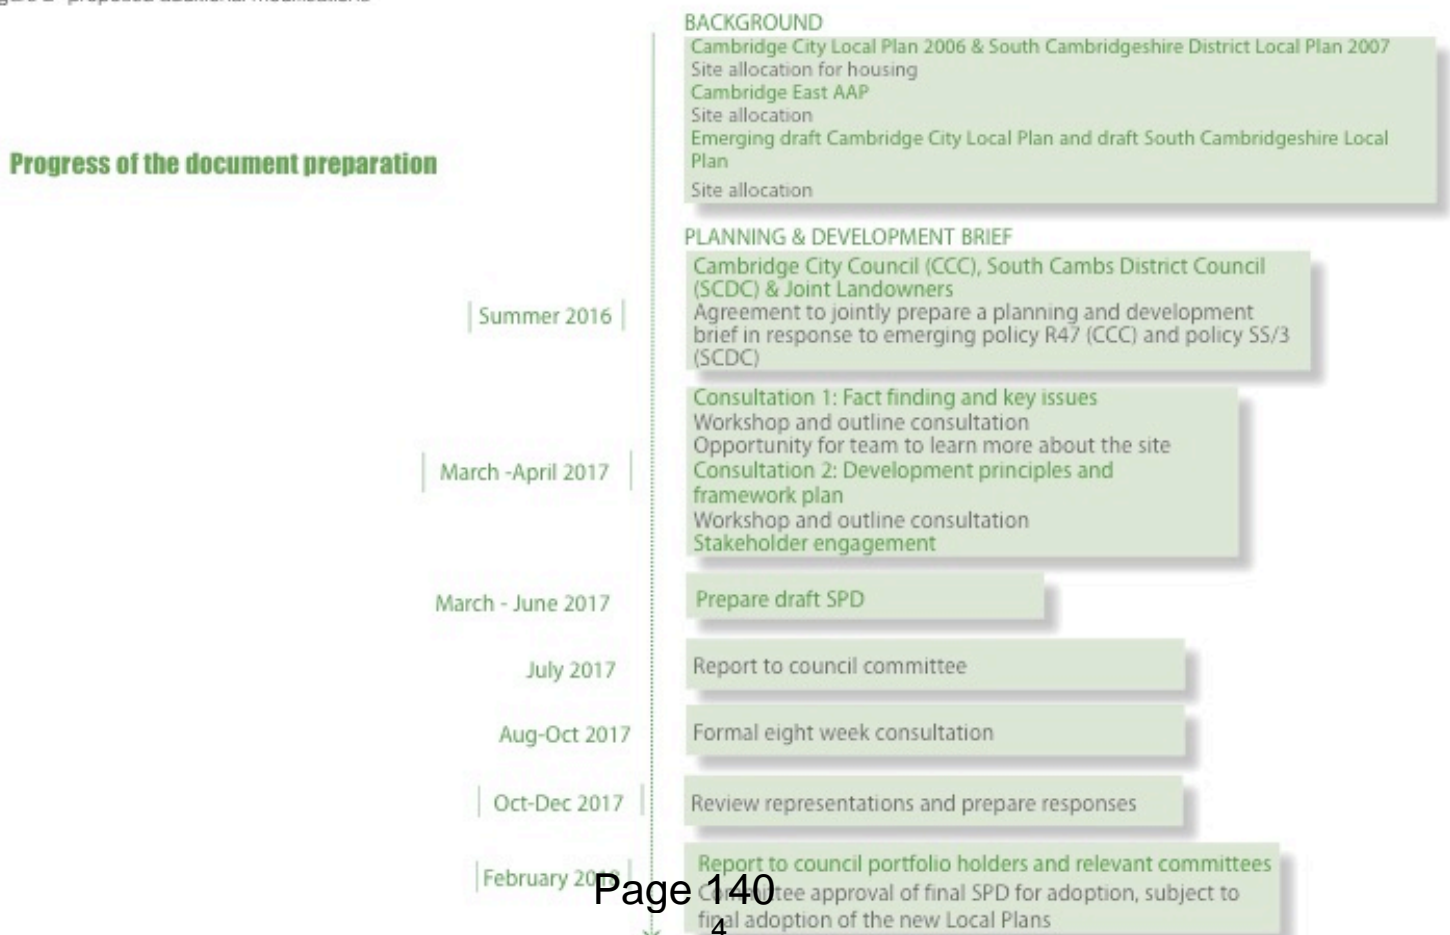 BACKGROUND
Cambridge City Local Plan 2006 & South Cambridgeshire District Local Plan 2007
Site allocation for housing
Cambridge East AAP
Site allocation
Emerging draft Cambridge City Local Plan and draft South Cambridgeshire Local
Plan
Site allocation
Progress of the document preparation
PLANNING & DEVELOPMENT BRIEF
Summer 2016
Cambridge City Council (CCC), South Cambs District Council
(SCDC) & Joint Landowners
Agreement to jointly prepare a planning and development
brief in response to emerging policy R47 (CCC) and policy SS/3
(SCDC)
March -April 2017
Consultation 1: Fact finding and key issues
Workshop and outline consultation
Opportunity for team to learn more about the site
Consultation 2: Development principles and
framework plan
Workshop and outline consultation
Stakeholder engagement
March - June 2017
Prepare draft SPD
July 2017
Report to council committee
Aug-Oct 2017
Formal eight week consultation
Oct-Dec 2017
Review representations and prepare responses
February 2018
Report to council portfolio holders and relevant committees
Committee approval of final SPD for adoption, subject to
final adoption of the new Local Plans
Page 140
4